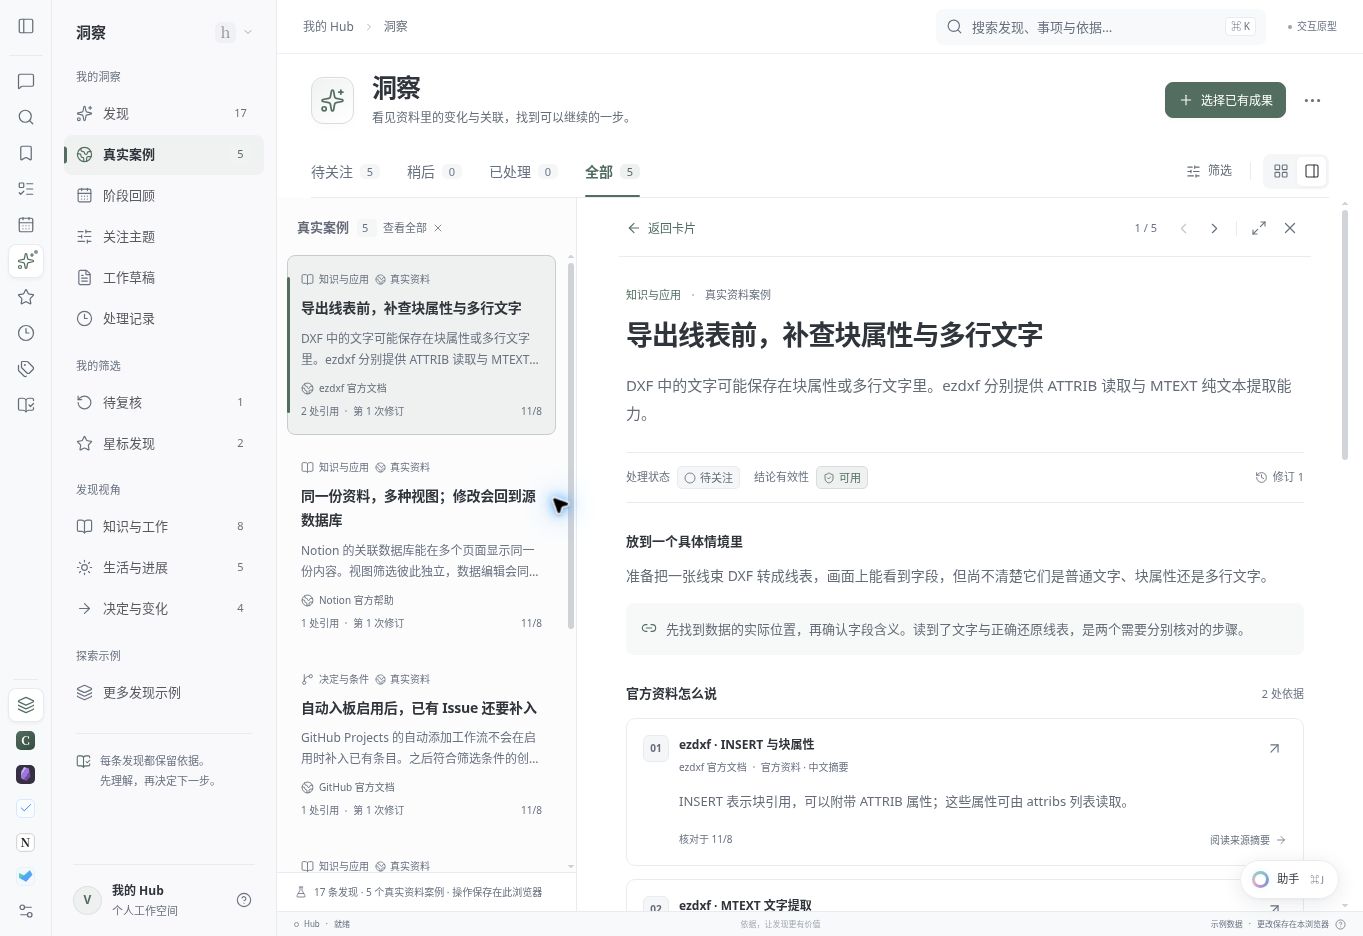 洞察
h
我的洞察
发现 17
真实案例 5
阶段回顾
关注主题
工作草稿
处理记录
我的筛选
待复核 1
星标发现 2
发现视角
知识与工作 8
生活与进展 5
决定与变化 4
探索示例
更多发现示例
每条发现都保留依据。
先理解，再决定下一步。
C
N
V
我的 Hub
个人工作空间
我的 Hub
洞察
搜索发现、事项与依据...
⌘K
交互原型
洞察
看见资料里的变化与关联，找到可以继续的一步。
选择已有成果
待关注 5
稍后 0
已处理 0
全部 5
筛选
真实案例 5 查看全部
知识与应用 真实资料
导出线表前，补查块属性与多行文字
DXF 中的文字可能保存在块属性或多行文字
里。ezdxf 分别提供 ATTRIB 读取与 MTEXT...
ezdxf 官方文档
2 处引用 · 第 1 次修订 11/8
知识与应用 真实资料
同一份资料，多种视图；修改会回到源
数据库
Notion 的关联数据库能在多个页面显示同一
份内容。视图筛选彼此独立，数据编辑会同...
Notion 官方帮助
1 处引用 · 第 1 次修订 11/8
决定与条件 真实资料
自动入板启用后，已有 Issue 还要补入
GitHub Projects 的自动添加工作流不会在启
用时补入已有条目。之后符合筛选条件的创...
GitHub 官方文档
1 处引用 · 第 1 次修订 11/8
知识与应用 真实资料
17 条发现 · 5 个真实资料案例 · 操作保存在此浏览器
返回卡片
1 / 5
知识与应用 · 真实资料案例
导出线表前，补查块属性与多行文字
DXF 中的文字可能保存在块属性或多行文字里。ezdxf 分别提供 ATTRIB 读取与 MTEXT 纯文本提取能
力。
处理状态 待关注 结论有效性 可用
修订 1
放到一个具体情境里
准备把一张线束 DXF 转成线表，画面上能看到字段，但尚不清楚它们是普通文字、块属性还是多行文字。
先找到数据的实际位置，再确认字段含义。读到了文字与正确还原线表，是两个需要分别核对的步骤。
官方资料怎么说
2 处依据
01
ezdxf · INSERT 与块属性
ezdxf 官方文档 · 官方资料 · 中文摘要
INSERT 表示块引用，可以附带 ATTRIB 属性；这些属性可由 attribs 列表读取。
核对于 11/8
阅读来源摘要
02
ezdxf · MTEXT 文字提取
助手 ⌘J
Hub · 就绪
依据，让发现更有价值
示例数据 · 更改保存在本浏览器